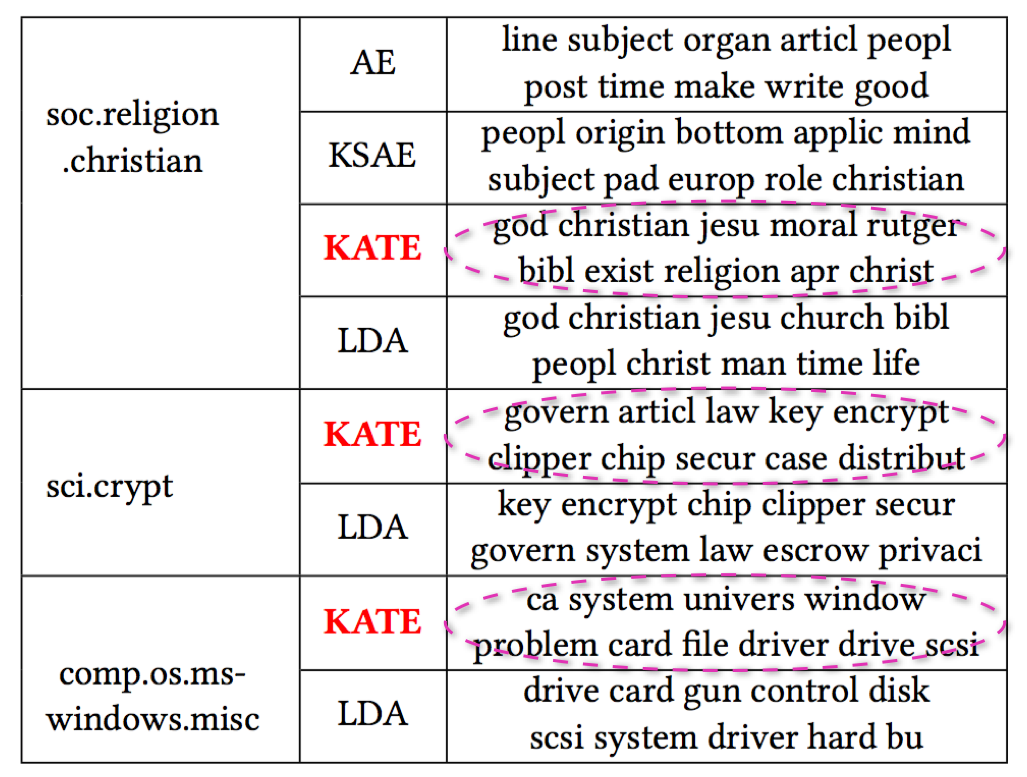 soc.religion
.christian
AE
line subject organ articl peopl
post time make write good
KSAE
peopl origin bottom applic mind
subject pad europ role christian
KATE
god christian jesu moral rutger
bibl exist religion apr christ
LDA
god christian jesu church bibl
peopl christ man time life
sci.crypt
KATE
govern articl law key encrypt
clipper chip secur case distribut
LDA
key encrypt chip clipper secur
govern system law escrow privaci
comp.os.ms-
windows.misc
KATE
ca system univers window
problem card file driver drive scsi
LDA
drive card gun control disk
scsi system driver hard bu